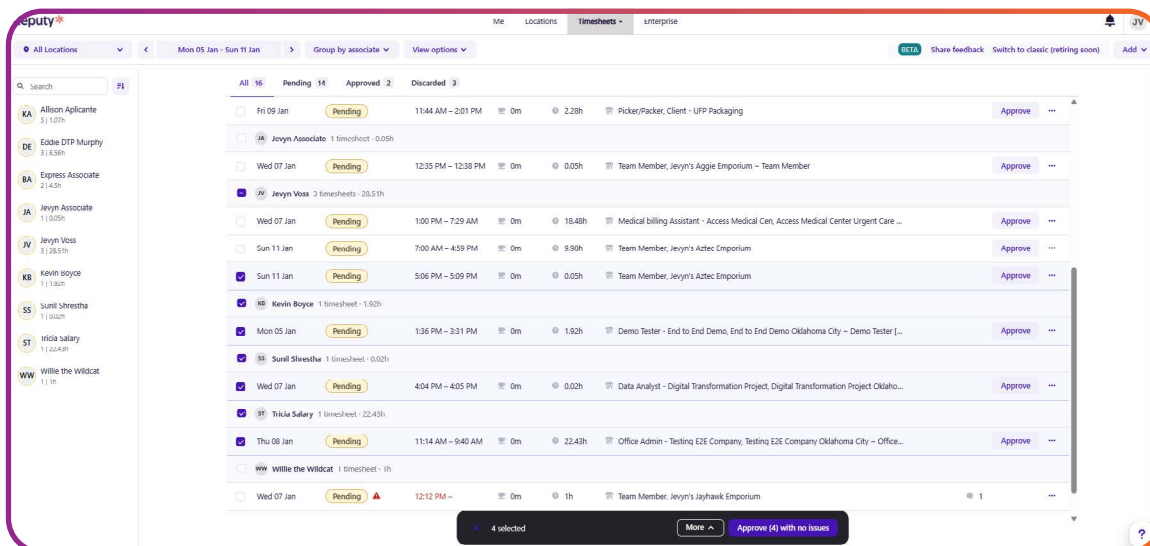 deputy
Me Locations Timesheets Enterprise JV
All Locations Mon 05 Jan - Sun 11 Jan Group by associate View options BETA Share feedback Switch to classic (retiring soon) Add
Search
KA Allison Aplicante
3 | 1.07h
DE Eddie DTP Murphy
3 | 6.56h
BA Express Associate
2 | 4.5h
JA Jevyn Associate
1 | 0.05h
JV Jevyn Voss
3 | 28.51h
KB Kevin Boyce
1 | 1.92h
SS Sunil Shrestha
1 | 0.02h
ST Tricia Salary
1 | 22.43h
WW Willie the Wildcat
1 | 1h
All 16 Pending 14 Approved 2 Discarded 3
Fri 09 Jan Pending 11:44 AM – 2:01 PM 0m 2.28h Picker/Packer, Client - UFP Packaging Approve ...
JA Jevyn Associate 1 timesheet · 0.05h
Wed 07 Jan Pending 12:35 PM – 12:38 PM 0m 0.05h Team Member, Jevyn's Aggie Emporium ~ Team Member Approve ...
JV Jevyn Voss 3 timesheets · 28.51h
Wed 07 Jan Pending 1:00 PM – 7:29 AM 0m 18.48h Medical billing Assistant - Access Medical Cen, Access Medical Center Urgent Care ... Approve ...
Sun 11 Jan Pending 7:00 AM – 4:59 PM 0m 9.90h Team Member, Jevyn's Aztec Emporium Approve ...
Sun 11 Jan Pending 5:06 PM – 5:09 PM 0m 0.05h Team Member, Jevyn's Aztec Emporium Approve ...
KB Kevin Boyce 1 timesheet · 1.92h
Mon 05 Jan Pending 1:36 PM – 3:31 PM 0m 1.92h Demo Tester - End to End Demo, End to End Demo Oklahoma City ~ Demo Tester [... Approve ...
SS Sunil Shrestha 1 timesheet · 0.02h
Wed 07 Jan Pending 4:04 PM – 4:05 PM 0m 0.02h Data Analyst - Digital Transformation Project, Digital Transformation Project Oklaho... Approve ...
ST Tricia Salary 1 timesheet · 22.43h
Thu 08 Jan Pending 11:14 AM – 9:40 AM 0m 22.43h Office Admin - Testing E2E Company, Testing E2E Company Oklahoma City ~ Office... Approve ...
WW Willie the Wildcat 1 timesheet · 1h
Wed 07 Jan Pending 12:12 PM – 0m 1h Team Member, Jevyn's Jayhawk Emporium 1 ...
4 selected More Approve (4) with no issues
?